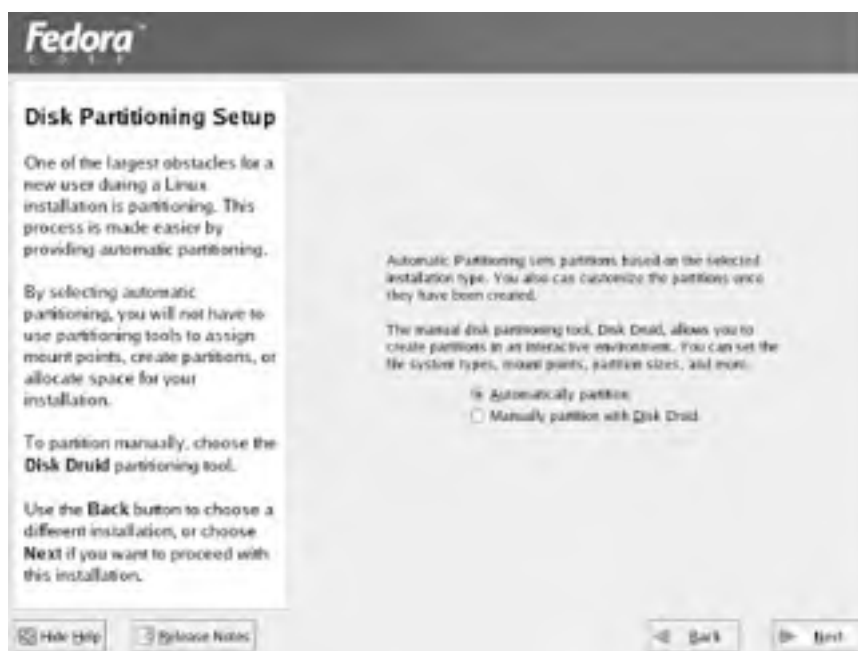 Fedora™
CORE
Disk Partitioning Setup
One of the largest obstacles for a
new user during a Linux
installation is partitioning. This
process is made easier by
providing automatic partitioning.
By selecting automatic
partitioning, you will not have to
use partitioning tools to assign
mount points, create partitions, or
allocate space for your
installation.
To partition manually, choose the
Disk Druid partitioning tool.
Use the Back button to choose a
different installation, or choose
Next if you want to proceed with
this installation.
Automatic Partitioning sets partitions based on the selected
installation type. You also can customize the partitions once
they have been created.
The manual disk partitioning tool, Disk Druid, allows you to
create partitions in an interactive environment. You can set the
file system types, mount points, partition sizes, and more.
Automatically partition
Manually partition with Disk Druid
Hide Help
Release Notes
Back
Next